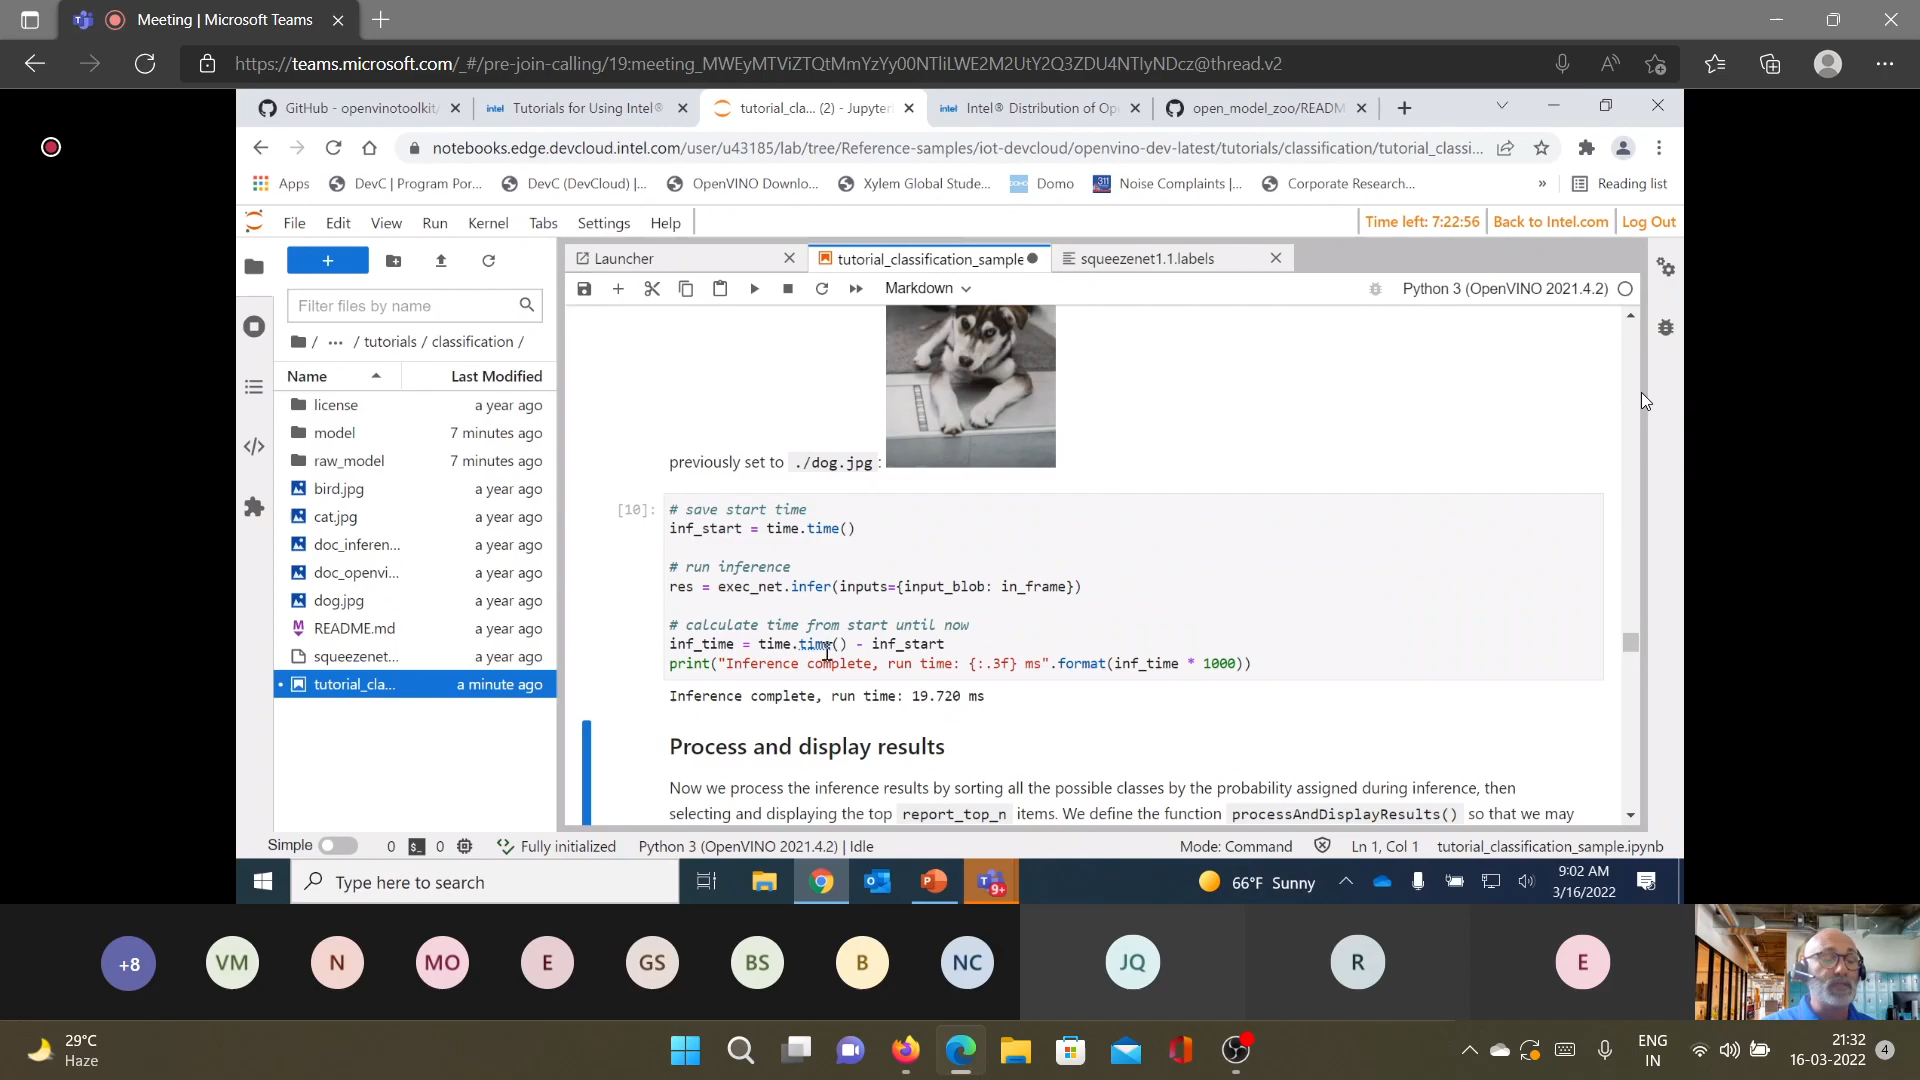 Meeting | Microsoft Teams
https://teams.microsoft.com/_#/pre-join-calling/19:meeting_MWEyMTViZTQtMmYzYy00NTliLWE2M2UtY2Q3ZDU4NTIyNDcz@thread.v2
GitHub - openvinotoolkit/
intel Tutorials for Using Intel®
tutorial_cla... (2) - Jupyter
intel Intel® Distribution of Op
open_model_zoo/READM
notebooks.edge.devcloud.intel.com/user/u43185/lab/tree/Reference-samples/iot-devcloud/openvino-dev-latest/tutorials/classification/tutorial_classi...
Apps
DevC | Program Por...
DevC (DevCloud) |...
OpenVINO Downlo...
Xylem Global Stude...
Domo
311 Noise Complaints |...
Corporate Research...
»
Reading list
File Edit View Run Kernel Tabs Settings Help
Time left: 7:22:56
Back to Intel.com
Log Out
Launcher
tutorial_classification_sample
squeezenet1.1.labels
Markdown
Python 3 (OpenVINO 2021.4.2)
Filter files by name
/ ... / tutorials / classification /
Name Last Modified
license a year ago
model 7 minutes ago
raw_model 7 minutes ago
bird.jpg a year ago
cat.jpg a year ago
doc_inferen... a year ago
doc_openvi... a year ago
dog.jpg a year ago
README.md a year ago
squeezenet... a year ago
tutorial_cla... a minute ago
previously set to ./dog.jpg :
[10]: # save start time
inf_start = time.time()
# run inference
res = exec_net.infer(inputs={input_blob: in_frame})
# calculate time from start until now
inf_time = time.time() - inf_start
print("Inference complete, run time: {:.3f} ms".format(inf_time * 1000))
Inference complete, run time: 19.720 ms
Process and display results
Now we process the inference results by sorting all the possible classes by the probability assigned during inference, then
selecting and displaying the top report_top_n items. We define the function processAndDisplayResults() so that we may
Simple 0 $_ 0 Fully initialized Python 3 (OpenVINO 2021.4.2) | Idle
Mode: Command Ln 1, Col 1 tutorial_classification_sample.ipynb
Type here to search
9+
66°F Sunny
9:02 AM
3/16/2022
+8 VM N MO E GS BS B NC JQ R E
29°C
Haze
ENG
IN
21:32
16-03-2022
4